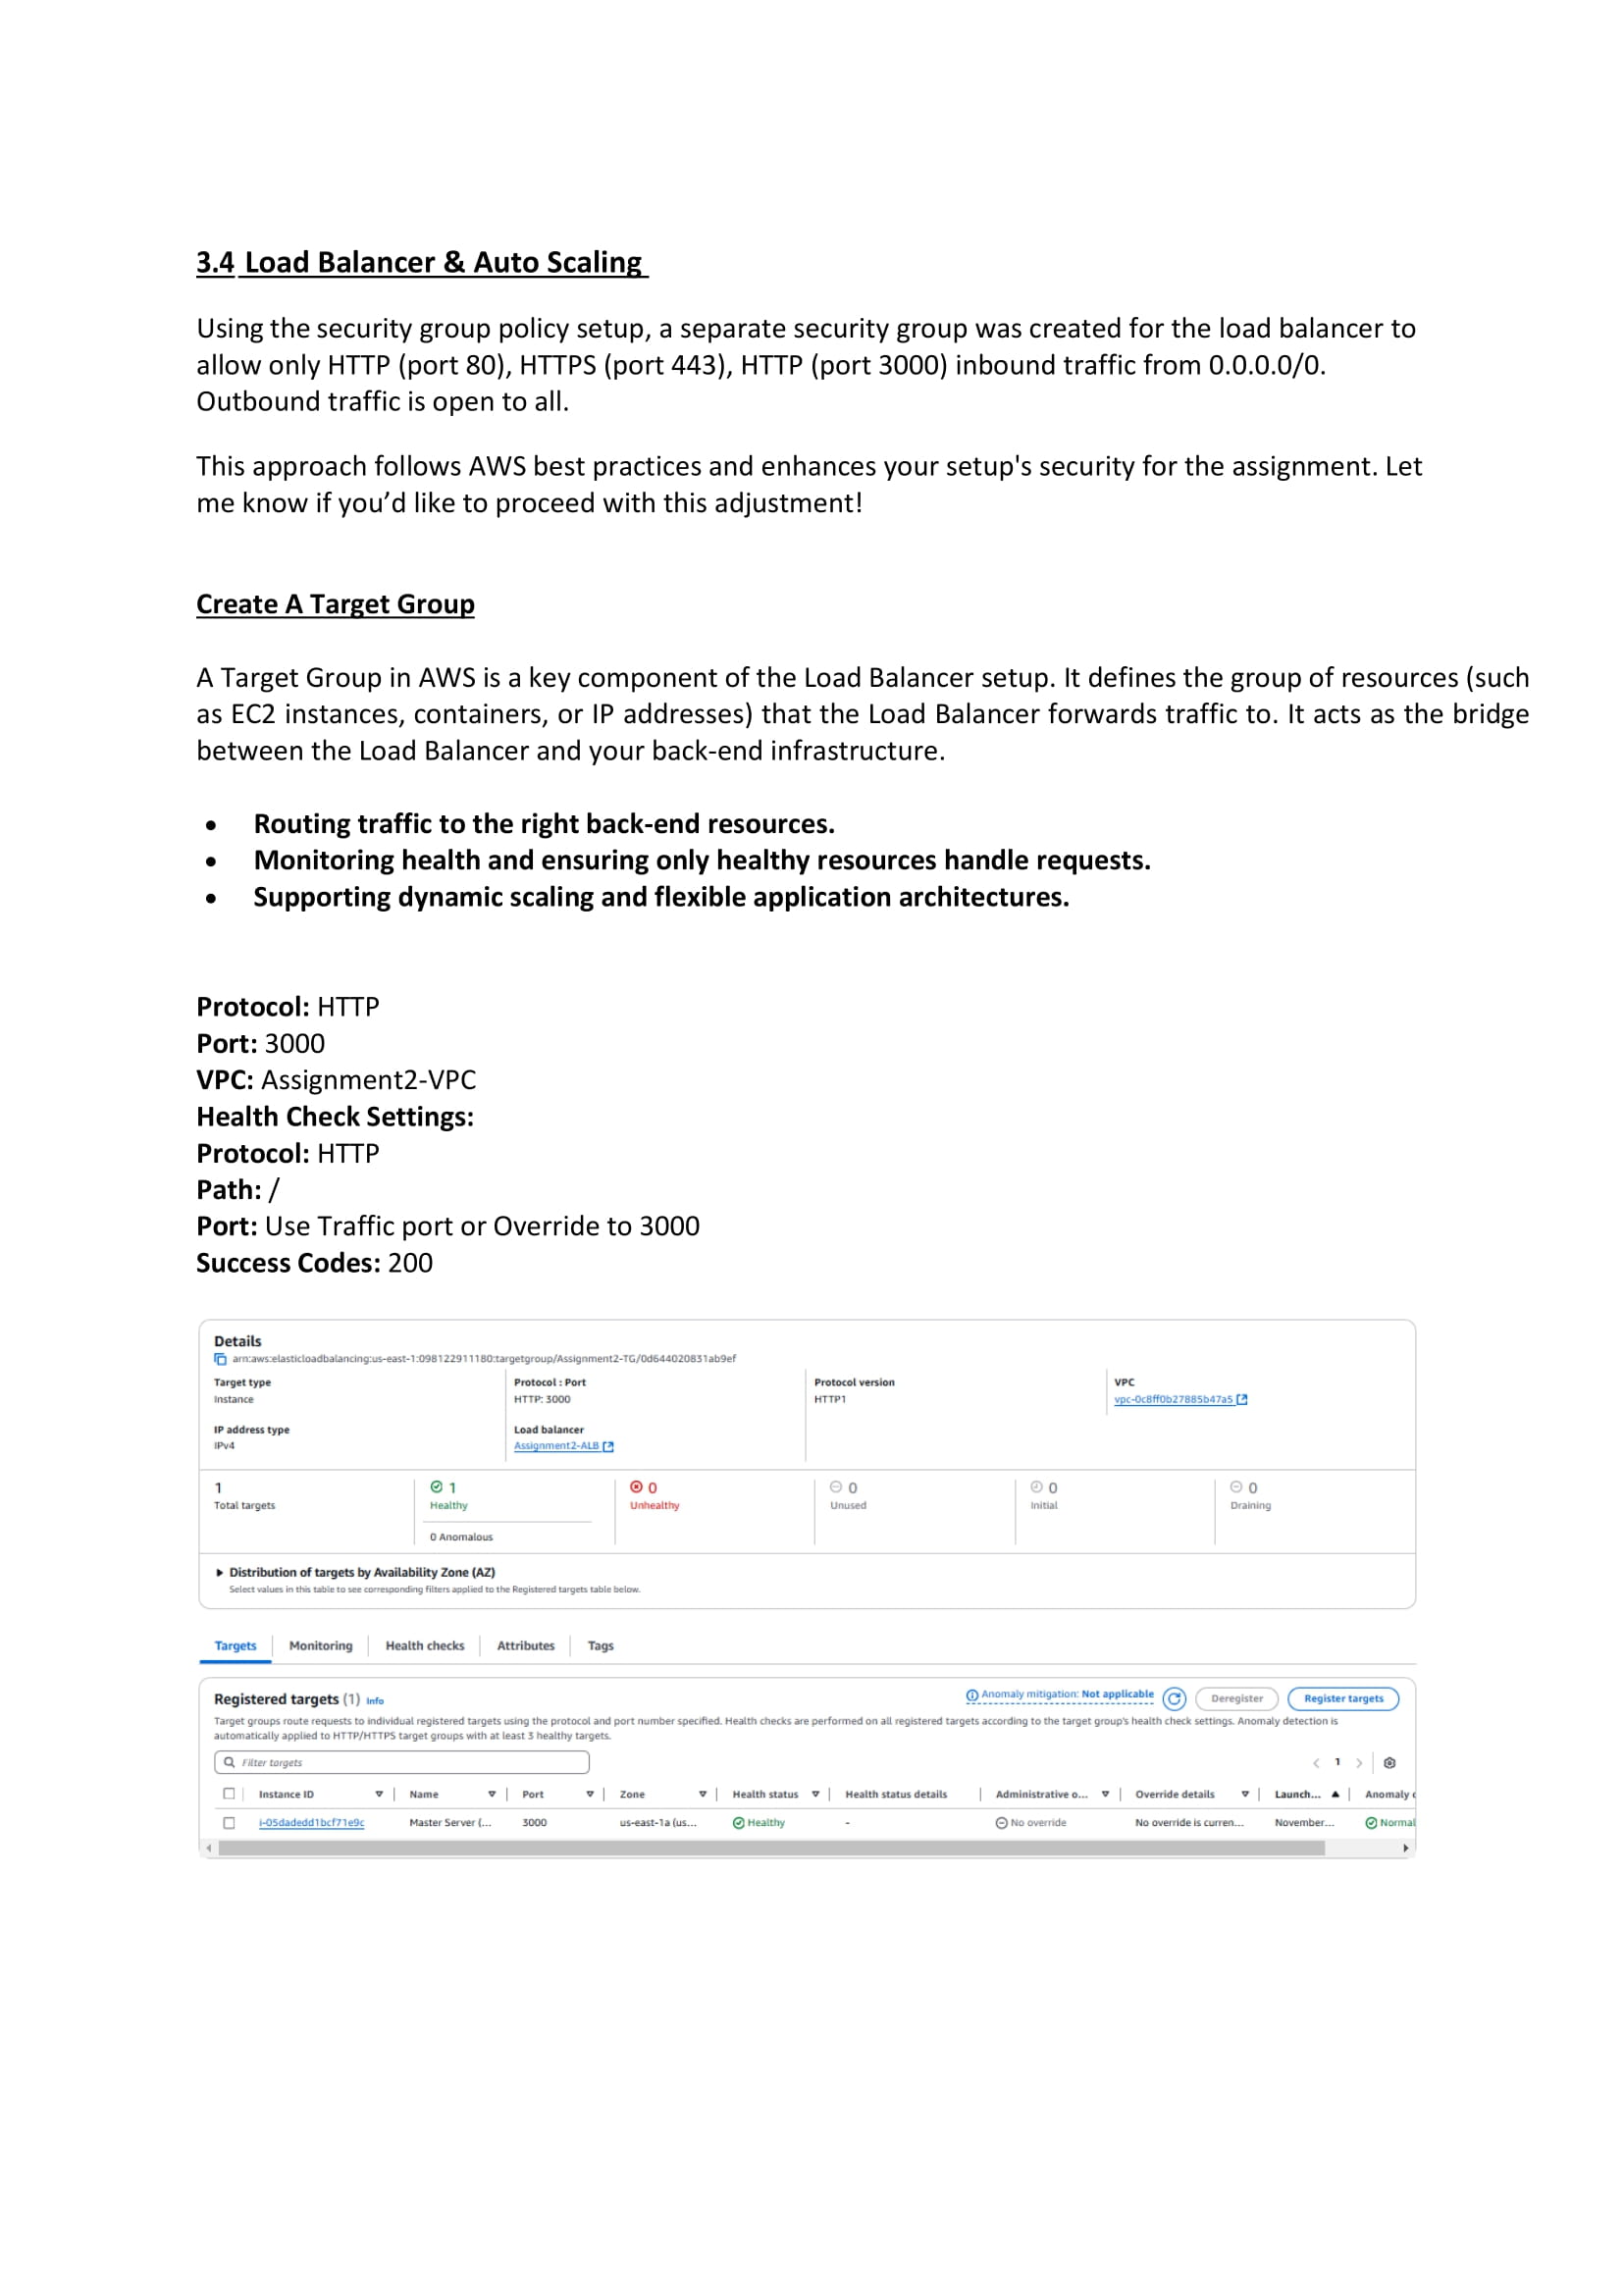 3.4 Load Balancer & Auto Scaling
Using the security group policy setup, a separate security group was created for the load balancer to
allow only HTTP (port 80), HTTPS (port 443), HTTP (port 3000) inbound traffic from 0.0.0.0/0.
Outbound traffic is open to all.
This approach follows AWS best practices and enhances your setup's security for the assignment. Let
me know if you’d like to proceed with this adjustment!
Create A Target Group
A Target Group in AWS is a key component of the Load Balancer setup. It defines the group of resources (such
as EC2 instances, containers, or IP addresses) that the Load Balancer forwards traffic to. It acts as the bridge
between the Load Balancer and your back-end infrastructure.
• Routing traffic to the right back-end resources.
• Monitoring health and ensuring only healthy resources handle requests.
• Supporting dynamic scaling and flexible application architectures.
Protocol: HTTP
Port: 3000
VPC: Assignment2-VPC
Health Check Settings:
Protocol: HTTP
Path: /
Port: Use Traffic port or Override to 3000
Success Codes: 200
Details
arn:aws:elasticloadbalancing:us-east-1:098122911180:targetgroup/Assignment2-TG/0d644020831ab9ef
Target type Protocol : Port Protocol version VPC
Instance HTTP: 3000 HTTP1 vpc-0c8ff0b27885b47a5
IP address type Load balancer
IPv4 Assignment2-ALB
1 1 0 0 0 0
Total targets Healthy Unhealthy Unused Initial Draining
0 Anomalous
Distribution of targets by Availability Zone (AZ)
Select values in this table to see corresponding filters applied to the Registered targets table below.
Targets Monitoring Health checks Attributes Tags
Registered targets (1) Info Anomaly mitigation: Not applicable Deregister Register targets
Target groups route requests to individual registered targets using the protocol and port number specified. Health checks are performed on all registered targets according to the target group's health check settings. Anomaly detection is
automatically applied to HTTP/HTTPS target groups with at least 3 healthy targets.
Filter targets 1
Instance ID Name Port Zone Health status Health status details Administrative o... Override details Launch... Anomaly
i-05dadedd1bcf71e9c Master Server (... 3000 us-east-1a (us... Healthy - No override No override is curren... November... Normal